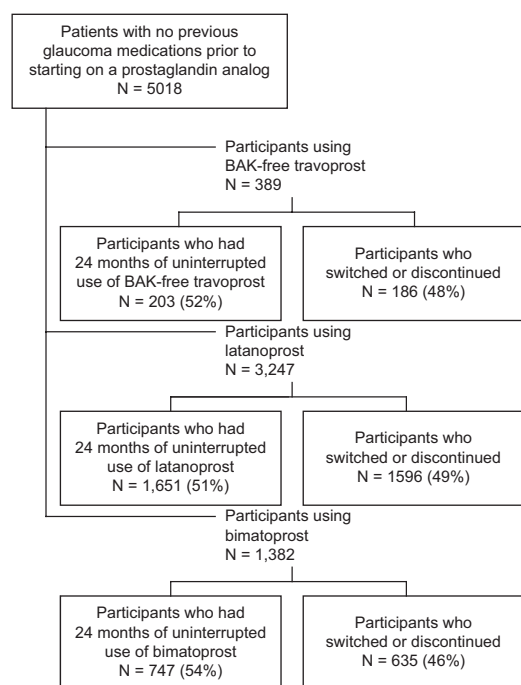 Patients with no previous
glaucoma medications prior to
starting on a prostaglandin analog
N = 5018
Participants using
BAK-free travoprost
N = 389
Participants who had
24 months of uninterrupted
use of BAK-free travoprost
N = 203 (52%)
Participants who
switched or discontinued
N = 186 (48%)
Participants using
latanoprost
N = 3,247
Participants who had
24 months of uninterrupted
use of latanoprost
N = 1,651 (51%)
Participants who
switched or discontinued
N = 1596 (49%)
Participants using
bimatoprost
N = 1,382
Participants who had
24 months of uninterrupted
use of bimatoprost
N = 747 (54%)
Participants who
switched or discontinued
N = 635 (46%)